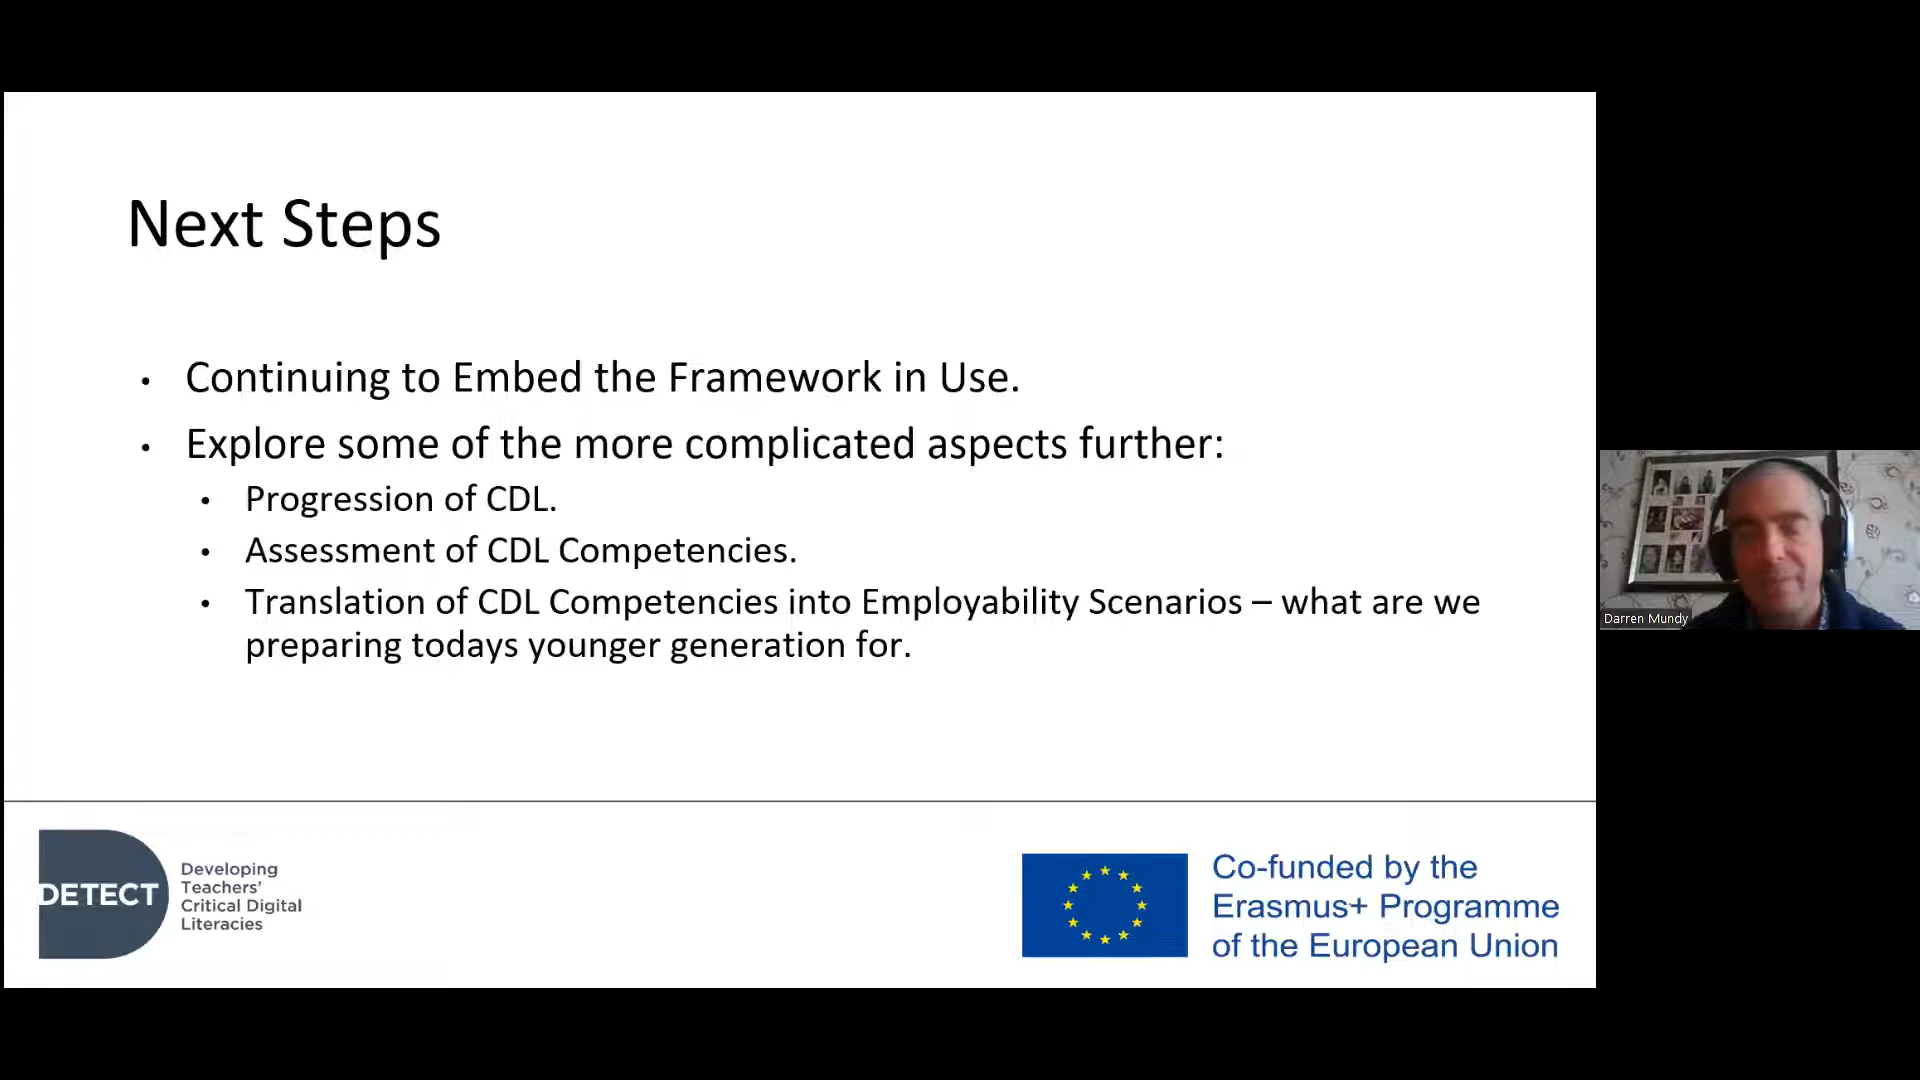 Next Steps
• Continuing to Embed the Framework in Use.
• Explore some of the more complicated aspects further:
• Progression of CDL.
• Assessment of CDL Competencies.
• Translation of CDL Competencies into Employability Scenarios – what are we
preparing todays younger generation for.
DETECT
Developing
Teachers’
Critical Digital
Literacies
Co-funded by the
Erasmus+ Programme
of the European Union
Darren Mundy